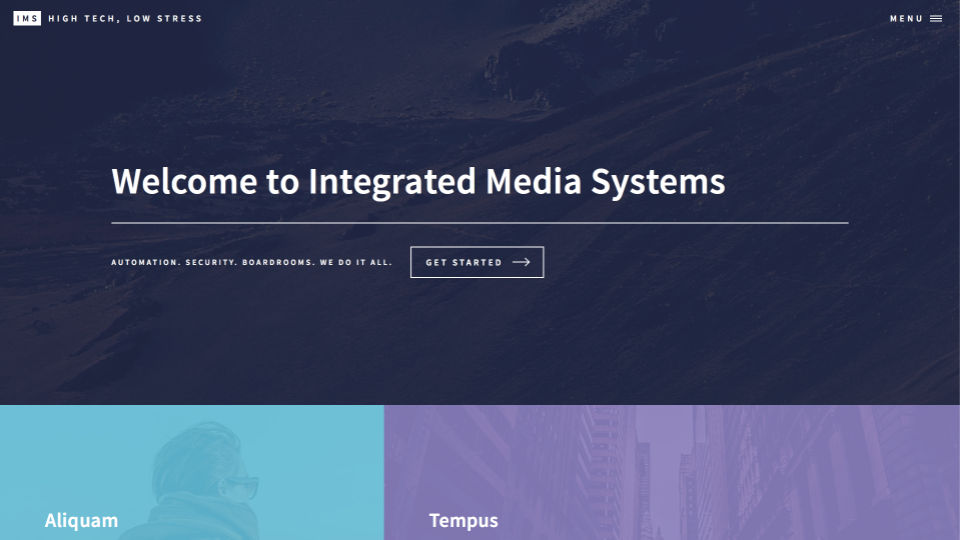 IMS HIGH TECH, LOW STRESS
MENU
Welcome to Integrated Media Systems
AUTOMATION. SECURITY. BOARDROOMS. WE DO IT ALL.
GET STARTED
Aliquam
Tempus